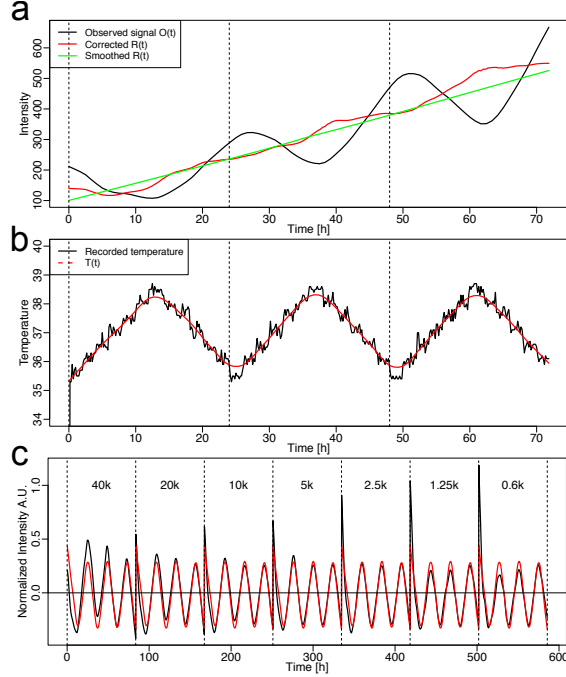 a
Observed signal O(t)
Corrected R(t)
Smoothed R(t)
Intensity
100 200 300 400 500 600
0 10 20 30 40 50 60 70
Time [h]
b
Recorded temperature
T(t)
Temperature
34 35 36 37 38 39 40
0 10 20 30 40 50 60 70
Time [h]
c
40k 20k 10k 5k 2.5k 1.25k 0.6k
Normalized Intensity A.U.
0.0 0.5 1.0
0 100 200 300 400 500 600
Time [h]